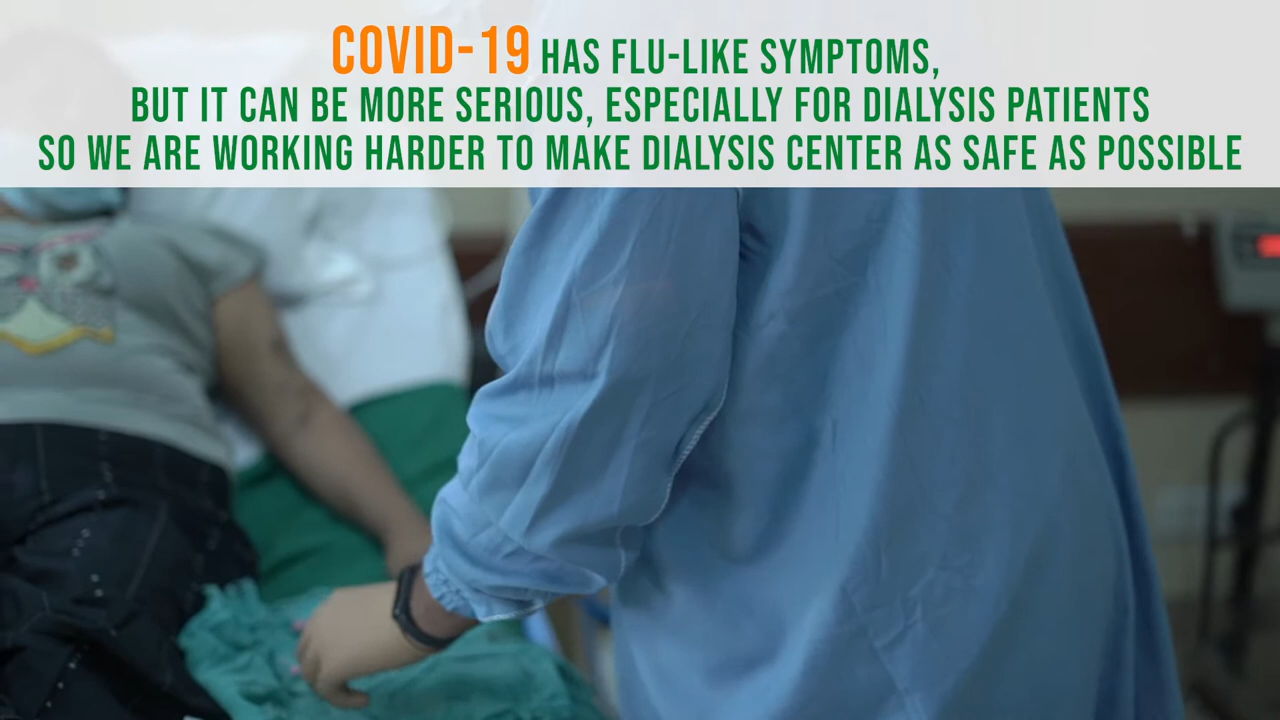 COVID-19 HAS FLU-LIKE SYMPTOMS,
BUT IT CAN BE MORE SERIOUS, ESPECIALLY FOR DIALYSIS PATIENTS
SO WE ARE WORKING HARDER TO MAKE DIALYSIS CENTER AS SAFE AS POSSIBLE